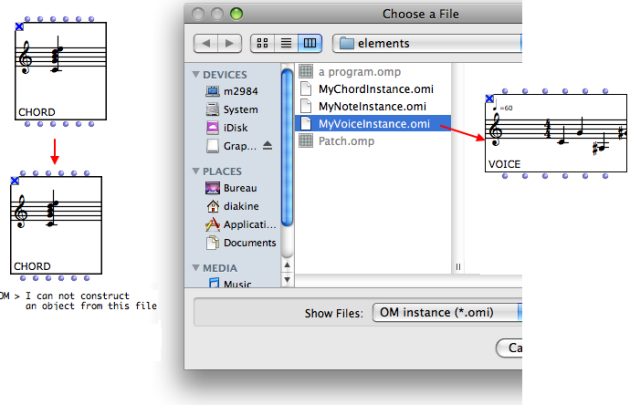 CHORD
CHORD
OM > I can not construct
an object from this file
Choose a File
elements
DEVICES
m2984
System
iDisk
Grap...
PLACES
Bureau
diakine
Applicati...
Documents
MEDIA
Music
a program.omp
MyChordInstance.omi
MyNoteInstance.omi
MyVoiceInstance.omi
Patch.omp
Show Files: OM instance (*.omi)
Ca
=60
4
4
VOICE